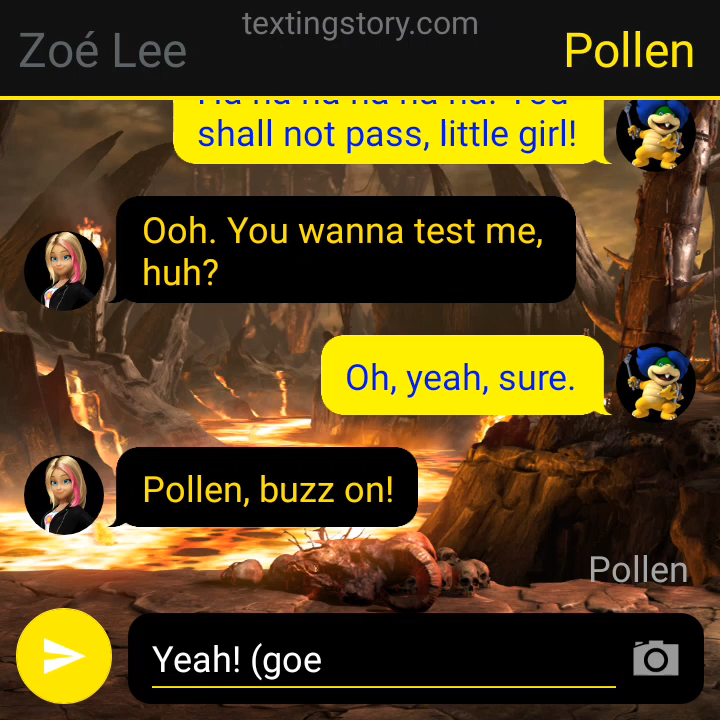 textingstory.com
Zoé Lee
Pollen
shall not pass, little girl!
Ooh. You wanna test me,
huh?
Oh, yeah, sure.
Pollen, buzz on!
Pollen
Yeah! (goe